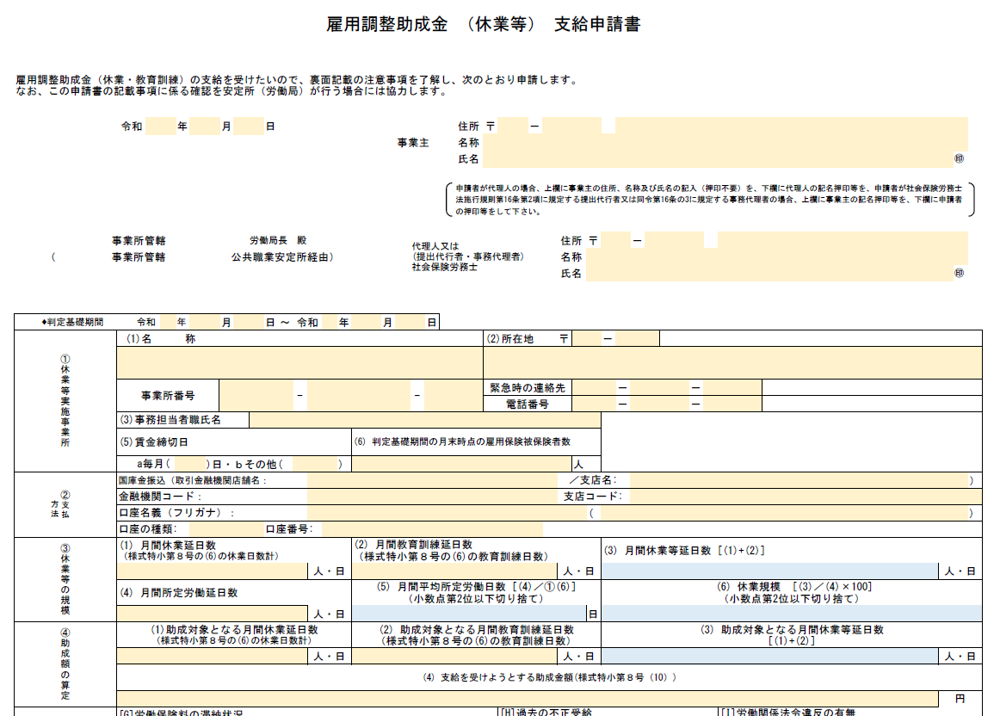 雇用調整助成金 （休業等） 支給申請書
雇用調整助成金（休業・教育訓練）の支給を受けたいので、裏面記載の注意事項を了解し、次のとおり申請します。
なお、この申請書の記載事項に係る確認を安定所（労働局）が行う場合には協力します。
令和 年 月 日
住所 〒 －
事業主 名称
氏名 ㊞
申請者が代理人の場合、上欄に事業主の住所、名称及び氏名の記入（押印不要）を、下欄に代理人の記名押印等を、申請者が社会保険労務士
法施行規則第16条第2項に規定する提出代行者又は同令第16条の3に規定する事務代理者の場合、上欄に事業主の記名押印等を、下欄に申請者
の押印等をして下さい。
事業所管轄 労働局長 殿
（ 事業所管轄 公共職業安定所経由）
代理人又は
（提出代行者・事務代理者）
社会保険労務士
住所 〒 －
名称
氏名 ㊞
♦判定基礎期間 令和 年 月 日 ～ 令和 年 月 日
①休業等実施事業所
(1)名 称
(2)所在地 〒 －
事業所番号 － －
緊急時の連絡先 － －
電話番号 － －
(3)事務担当者職氏名
(5)賃金締切日
(6) 判定基礎期間の月末時点の雇用保険被保険者数
a毎月( )日・bその他( )
人
②支払方法
国庫金振込（取引金融機関店舗名： ／支店名： ）
金融機関コード： 支店コード：
口座名義（フリガナ）： ( )
口座の種類： 口座番号：
③休業等の規模
(1) 月間休業延日数
（様式特小第８号の(6)の休業日数計）
人・日
(2) 月間教育訓練延日数
（様式特小第８号の(6)の教育訓練日数）
人・日
(3) 月間休業等延日数 [(1)+(2)]
人・日
(4) 月間所定労働延日数
人・日
(5) 月間平均所定労働日数 [(4)／①(6)]
（小数点第2位以下切り捨て）
日
(6) 休業規模 [(3)／(4)×100]
（小数点第2位以下切り捨て）
④助成額の算定
(1)助成対象となる月間休業延日数
（様式特小第８号の(6)の休業日数計）
人・日
(2) 助成対象となる月間教育訓練延日数
（様式特小第８号の(6)の教育訓練日数）
人・日
(3) 助成対象となる月間休業等延日数
[(1)+(2)]
人・日
(4) 支給を受けようとする助成金額(様式特小第８号（10））
円
[G]労働保険料の滞納状況
[H]過去の不正受給
[I]労働関係法令違反の有無